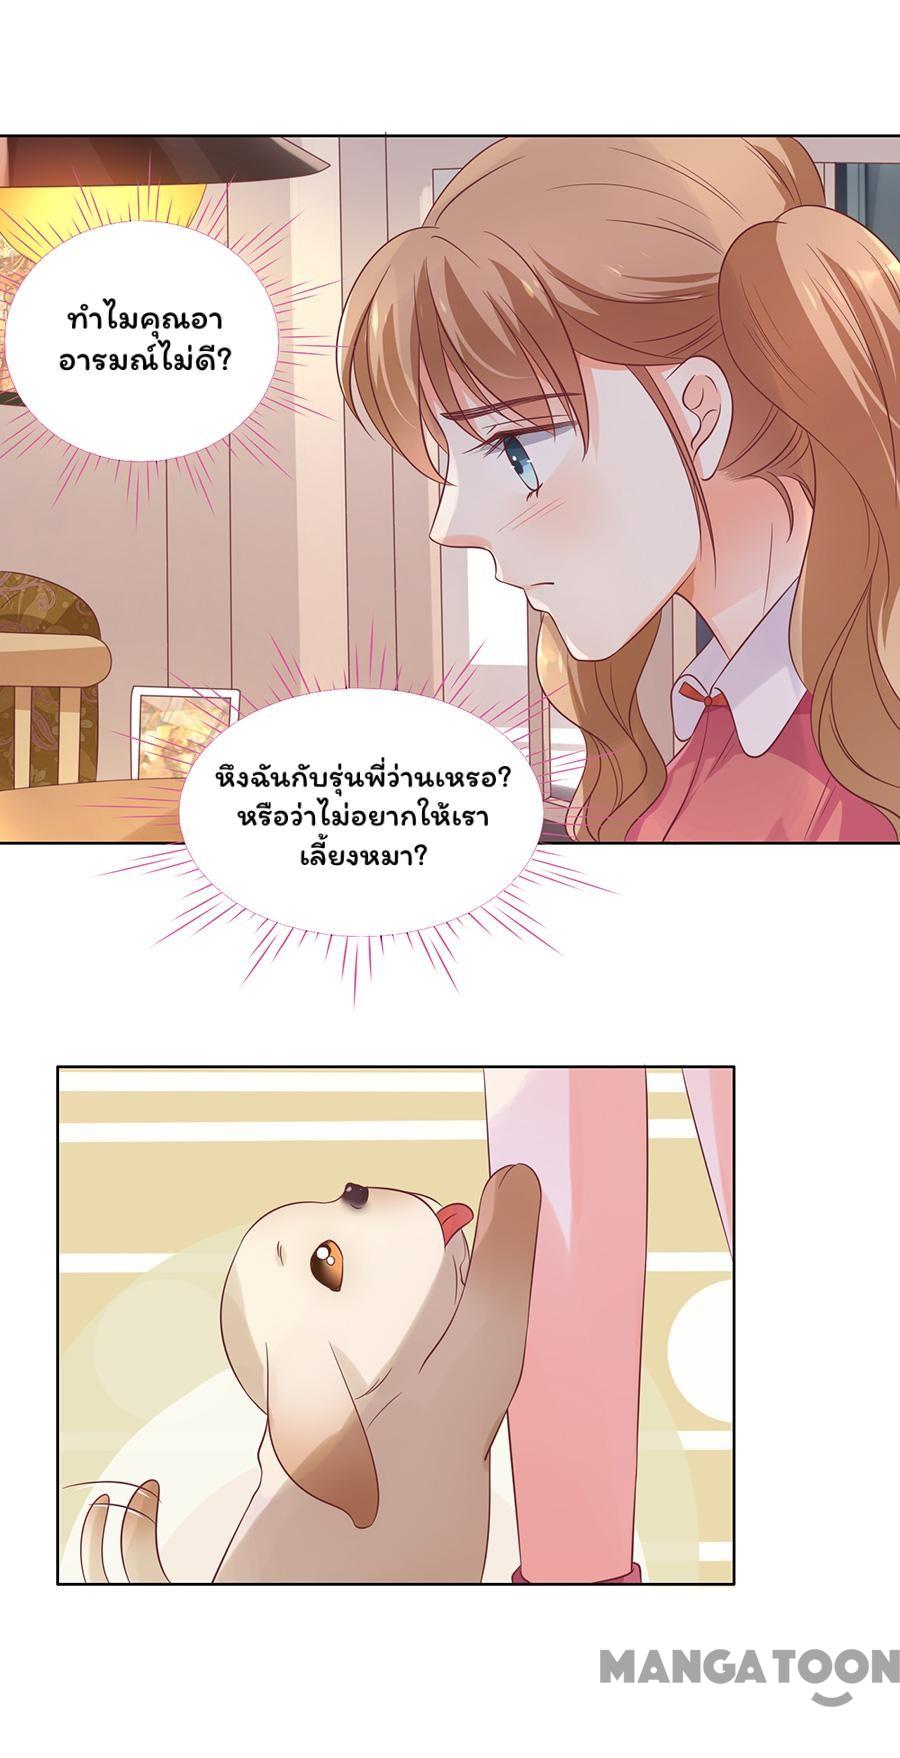 ทำไมคุณอา
อารมณ์ไม่ดี?
หึงฉันกับรุ่นพี่ว่านเหรอ?
หรือว่าไม่อยากให้เรา
เลี้ยงหมา?
MANGATOON